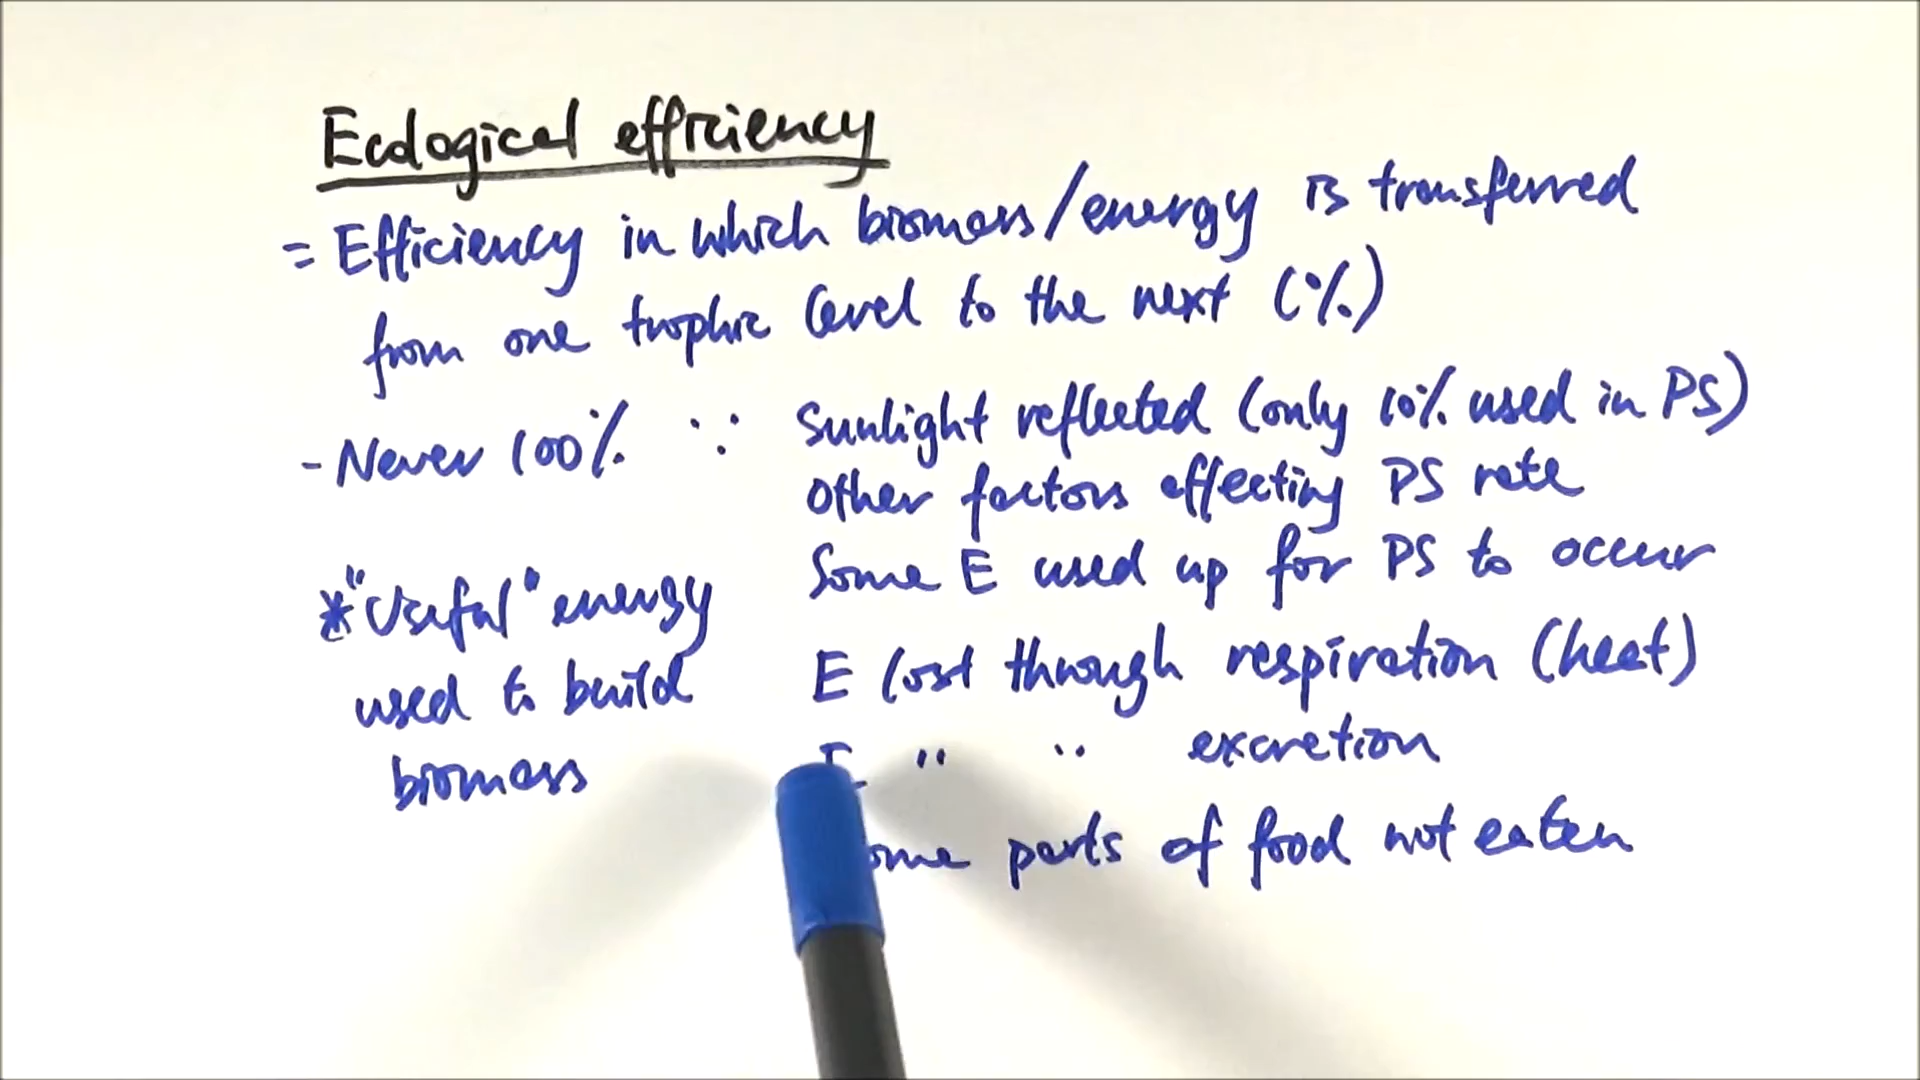 Ecological efficiency
= Efficiency in which biomass/energy is transferred
from one trophic level to the next (%)
- Never 100% ∵ Sunlight reflected (only 10% used in PS)
Other factors affecting PS rate
Some E used up for PS to occur
*"Useful" energy
used to build
biomass
E lost through respiration (heat)
E " " excretion
ome parts of food not eaten